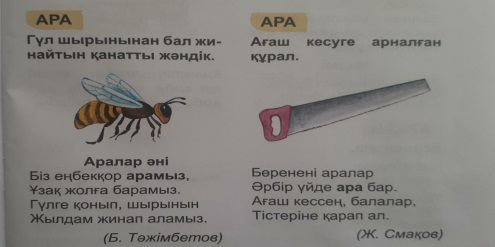 АРА
Гүл шырынынан бал жи-
найтын қанатты жәндік.
Аралар әні
Біз еңбекқор арамыз,
Ұзақ жолға барамыз.
Гүлге қонып, шырынын
Жылдам жинап аламыз.
(Б. Тәжімбетов)
АРА
Ағаш кесуге арналған
құрал.
Бөренені аралар
Әрбір үйде ара бар.
Ағаш кессең, балалар,
Тістеріне қарап ал.
(Ж. Смақов)